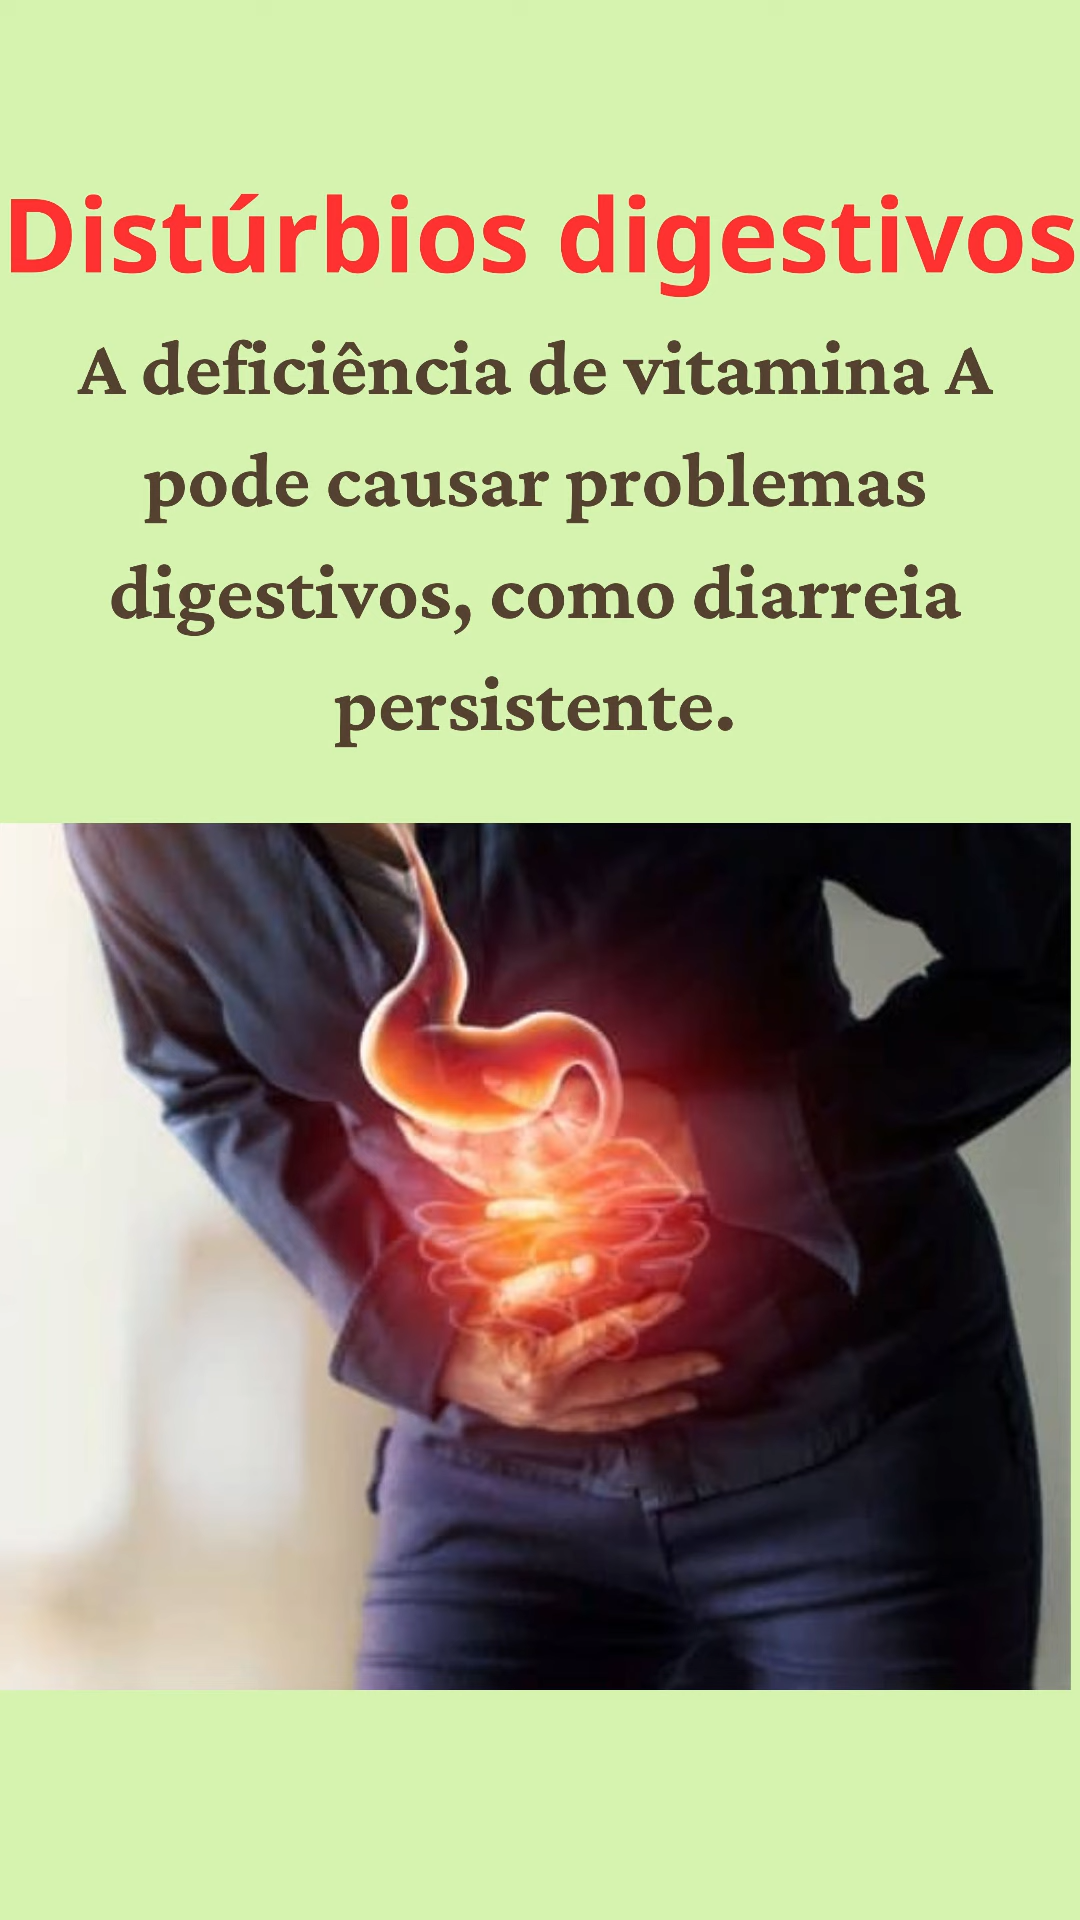 Distúrbios digestivos
A deficiência de vitamina A
pode causar problemas
digestivos, como diarreia
persistente.